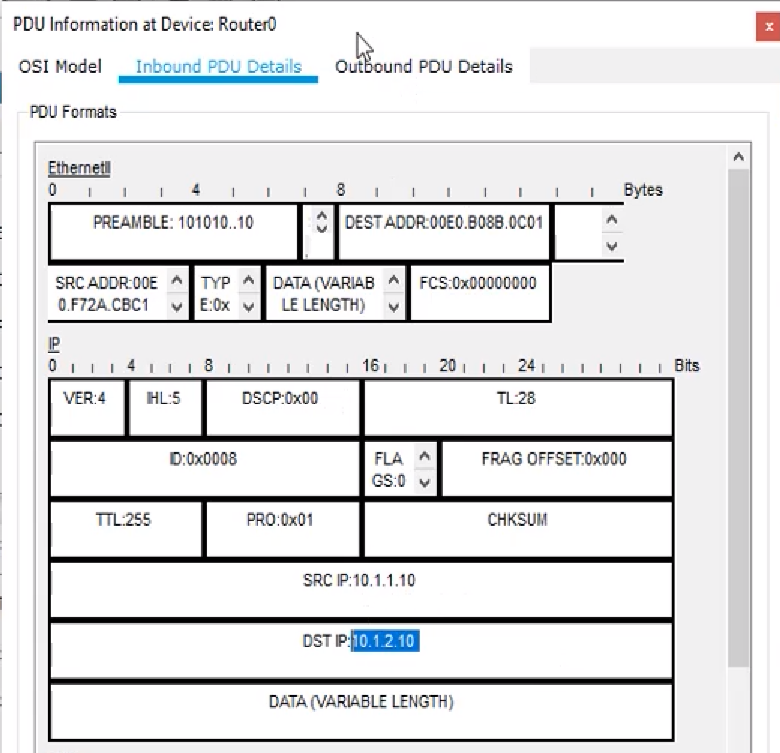 PDU Information at Device: Router0
x
OSI Model Inbound PDU Details Outbound PDU Details
PDU Formats
EthernetII
0 4 8 Bytes
PREAMBLE: 101010..10 DEST ADDR:00E0.B08B.0C01
SRC ADDR:00E TYP DATA (VARIAB FCS:0x00000000
0.F72A.CBC1 E:0x LE LENGTH)
IP
0 4 8 16 20 24 Bits
VER:4 IHL:5 DSCP:0x00 TL:28
ID:0x0008 FLA FRAG OFFSET:0x000
GS:0
TTL:255 PRO:0x01 CHKSUM
SRC IP:10.1.1.10
DST IP:10.1.2.10
DATA (VARIABLE LENGTH)